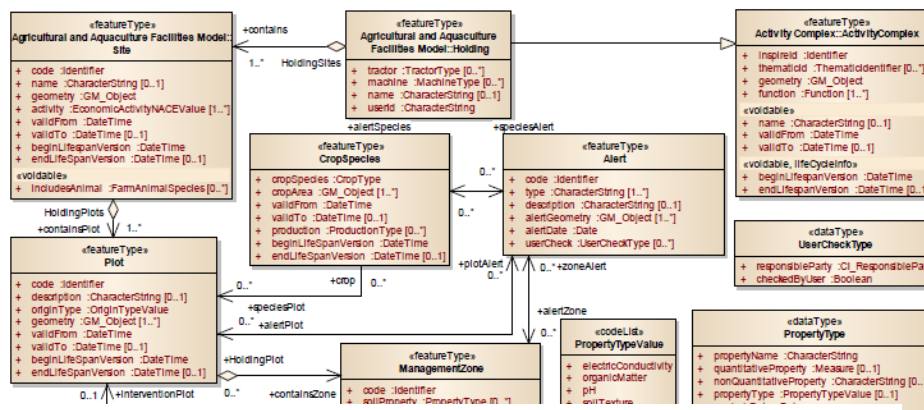 «featureType»
Agricultural and Aquaculture Facilities Model::
Site
+ code :Identifier
+ name :CharacterString [0..1]
+ geometry :GM_Object
+ activity :EconomicActivityNACEValue [1..*]
+ validFrom :DateTime
+ validTo :DateTime [0..1]
+ beginLifeSpanVersion :DateTime
+ endLifeSpanVersion :DateTime [0..1]
«voidable»
+ includesAnimal :FarmAnimalSpecies [0..*]
+contains
1..*
HoldingSites
«featureType»
Agricultural and Aquaculture
Facilities Model::Holding
+ tractor :TractorType [0..*]
+ machine :MachineType [0..*]
+ name :CharacterString [0..1]
+ userId :CharacterString
«featureType»
Activity Complex::ActivityComplex
+ inspireId :Identifier
+ thematicId :ThematicIdentifier [0..*]
+ geometry :GM_Object
+ function :Function [1..*]
«voidable»
+ name :CharacterString [0..1]
+ validFrom :DateTime
+ validTo :DateTime [0..1]
«voidable, lifeCycleInfo»
+ beginLifespanVersion :DateTime
+ endLifespanVersion :DateTime [0..1]
+alertSpecies
+speciesAlert
«featureType»
CropSpecies
+ cropSpecies :CropType
+ cropArea :GM_Object [1..*]
+ validFrom :DateTime
+ validTo :DateTime [0..1]
+ production :ProductionType [0..*]
+ beginLifeSpanVersion :DateTime
+ endLifeSpanVersion :DateTime [0..1]
0..*
0..*
«featureType»
Alert
+ code :Identifier
+ type :CharacterString [1..*]
+ description :CharacterString [0..1]
+ alertGeometry :GM_Object [1..*]
+ alertDate :Date
+ userCheck :UserCheckType [0..*]
HoldingPlots
+containsPlot
1..*
«featureType»
Plot
+ code :Identifier
+ description :CharacterString [0..1]
+ originType :OriginTypeValue
+ geometry :GM_Object [1..*]
+ validFrom :DateTime
+ validTo :DateTime [0..1]
+ beginLifeSpanVersion :DateTime
+ endLifeSpanVersion :DateTime [0..1]
0..*
+crop
0..*
+speciesPlot
0..*
+alertPlot
+plotAlert
0..*
0..*
+zoneAlert
+alertZone
0..*
«dataType»
UserCheckType
+ responsibleParty :CI_ResponsiblePa
+ checkedByUser :Boolean
+HoldingPlot
0..*
+containsZone
0..1
+interventionPlot
«featureType»
ManagementZone
+ code :Identifier
+ soilProperty :PropertyType [0..*]
«codeList»
PropertyTypeValue
+ electricConductivity
+ organicMatter
+ pH
+ soilTexture
«dataType»
PropertyType
+ propertyName :CharacterString
+ quantitativeProperty :Measure [0..1]
+ nonQuantitativeProperty :CharacterString [0..
+ propertyType :PropertyTypeValue [0..1]